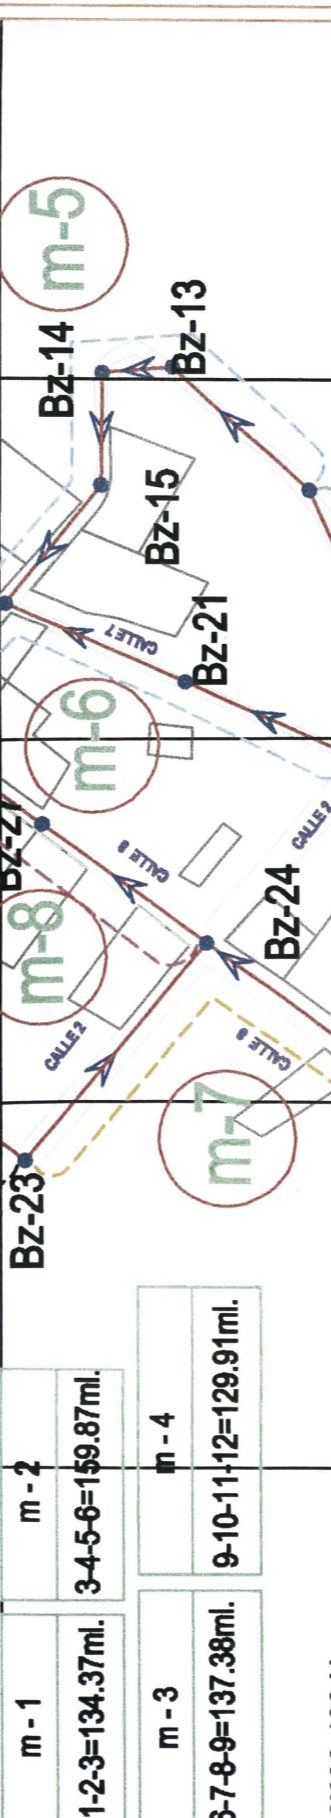 m-5
Bz-14
Bz-13
Bz-15
CALLE 7
Bz-21
m-6
CALLE 8
CALLE 2
m-8
Bz-24
CALLE 2
CALLE 8
m-7
Bz-23
m - 2
3-4-5-6=159.87ml.
m - 4
9-10-11-12=129.91ml.
m - 1
1-2-3=134.37ml.
m - 3
6-7-8-9=137.38ml.